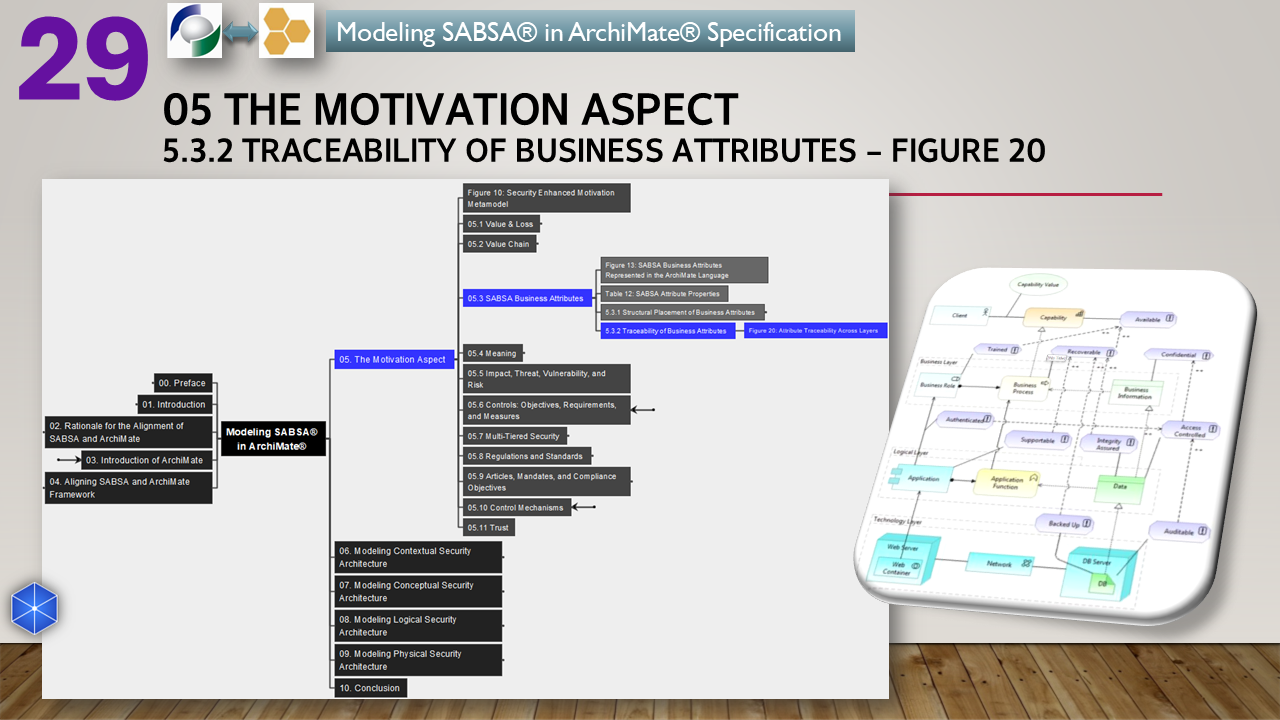 29
Modeling SABSA® in ArchiMate® Specification
05 THE MOTIVATION ASPECT
5.3.2 TRACEABILITY OF BUSINESS ATTRIBUTES – FIGURE 20
Figure 10: Security Enhanced Motivation
Metamodel
05.1 Value & Loss
05.2 Value Chain
Figure 13: SABSA Business Attributes
Represented in the ArchiMate Language
Table 12: SABSA Attribute Properties
05.3 SABSA Business Attributes
5.3.1 Structural Placement of Business Attributes
5.3.2 Traceability of Business Attributes
Figure 20: Attribute Traceability Across Layers
05. The Motivation Aspect
05.4 Meaning
05.5 Impact, Threat, Vulnerability, and
Risk
05.6 Controls: Objectives, Requirements,
and Measures
05.7 Multi-Tiered Security
05.8 Regulations and Standards
05.9 Articles, Mandates, and Compliance
Objectives
05.10 Control Mechanisms
05.11 Trust
00. Preface
01. Introduction
02. Rationale for the Alignment of
SABSA and ArchiMate
03. Introduction of ArchiMate
04. Aligning SABSA and ArchiMate
Framework
Modeling SABSA®
in ArchiMate®
06. Modeling Contextual Security
Architecture
07. Modeling Conceptual Security
Architecture
08. Modeling Logical Security
Architecture
09. Modeling Physical Security
Architecture
10. Conclusion
Capability Value
Client
Capability
Available
Trained
Recoverable
Confidential
Business Layer
Business Role
Business
Process
Business
Information
Authenticated
Supportable
Integrity
Assured
Access
Controlled
Logical Layer
Application
Application
Function
Data
Technology Layer
Backed Up
Auditable
Web Server
Web
Container
Network
DB Server
DB